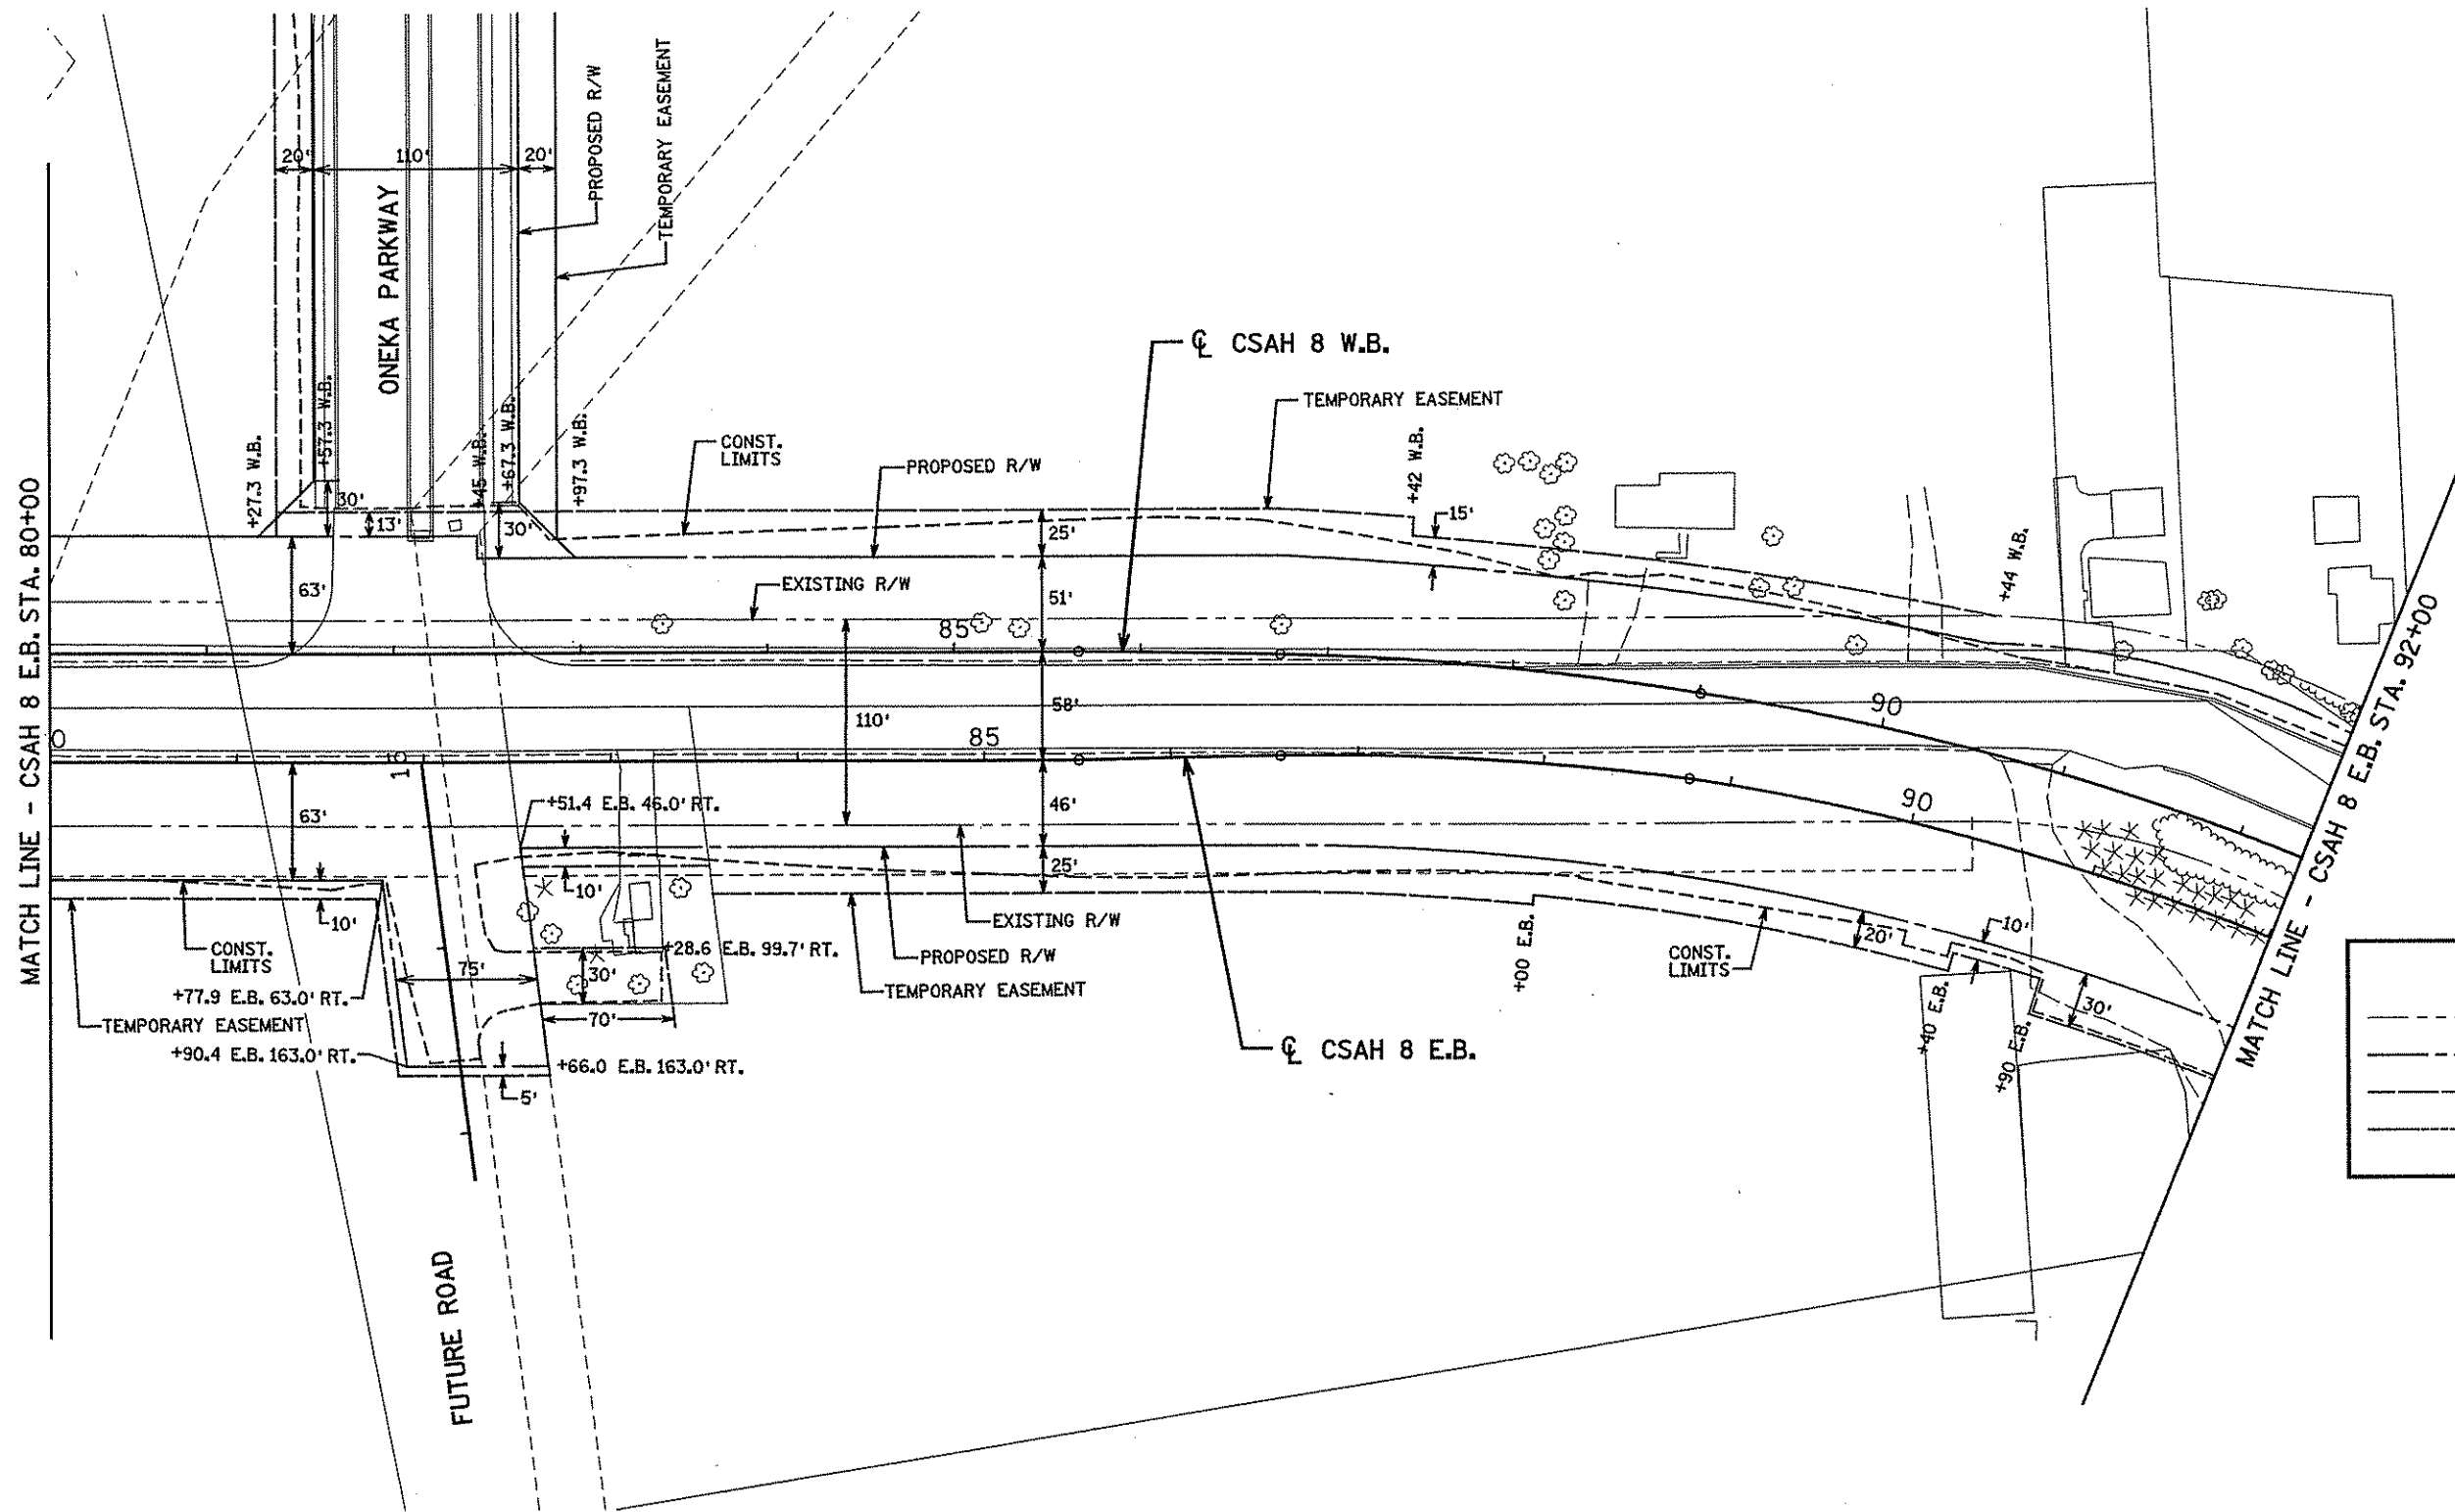 MATCH LINE - CSAH 8 E.B. STA. 80+00
20'
110'
20'
ONEKA PARKWAY
PROPOSED R/W
TEMPORARY EASEMENT
+27.3 W.B.
+57.3 W.B.
+45 W.B.
+67.3 W.B.
+97.3 W.B.
30'
13'
30'
63'
CONST.
LIMITS
PROPOSED R/W
EXISTING R/W
℄ CSAH 8 W.B.
TEMPORARY EASEMENT
+42 W.B.
15'
25'
51'
+44 W.B.
85
58'
110'
90
0
10
85
90
63'
+51.4 E.B. 46.0' RT.
46'
25'
10'
10'
CONST.
LIMITS
75'
+77.9 E.B. 63.0' RT.
TEMPORARY EASEMENT
+90.4 E.B. 163.0' RT.
+28.6 E.B. 99.7' RT.
30'
70'
+66.0 E.B. 163.0' RT.
5'
EXISTING R/W
PROPOSED R/W
TEMPORARY EASEMENT
℄ CSAH 8 E.B.
+00 E.B.
CONST.
LIMITS
20'
10'
30'
+40 E.B.
+90 E.B.
FUTURE ROAD
MATCH LINE - CSAH 8 E.B. STA. 92+00